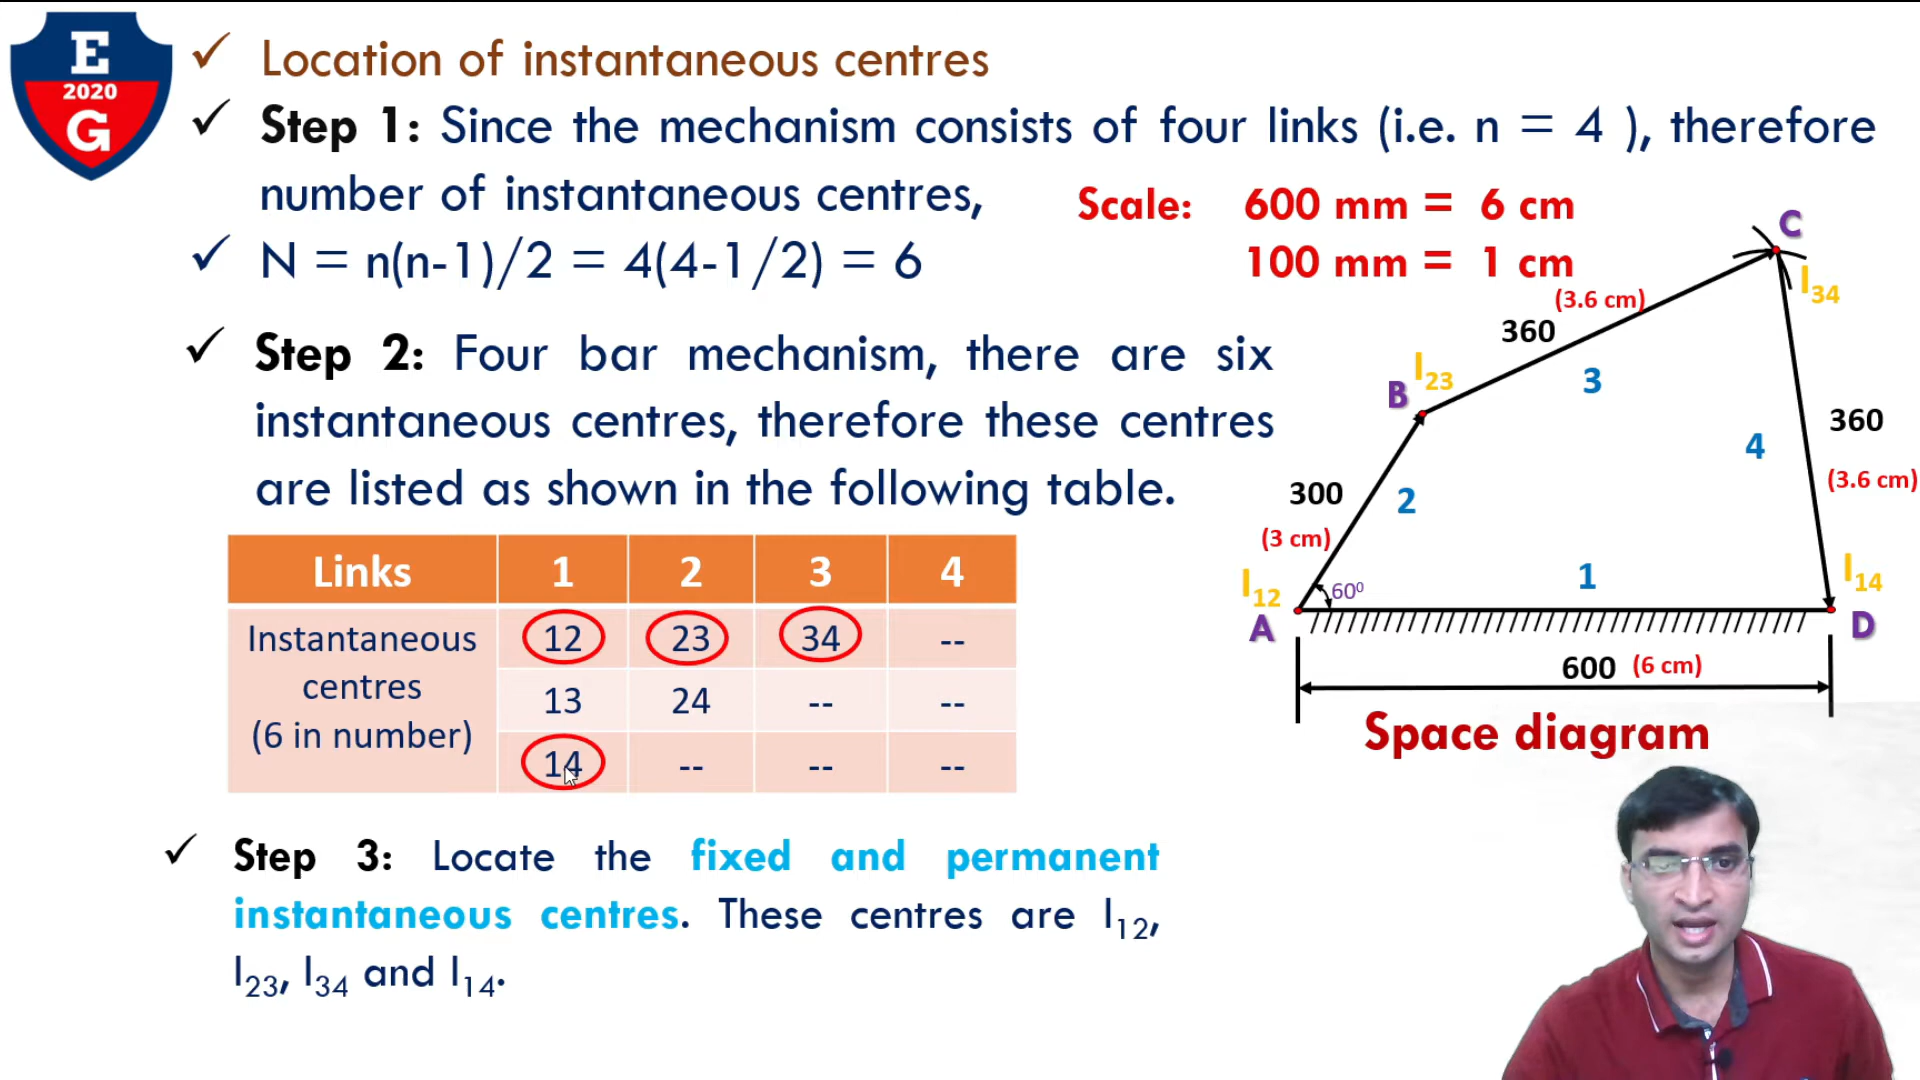 E
2020
G
✓ Location of instantaneous centres
✓ Step 1: Since the mechanism consists of four links (i.e. n = 4 ), therefore
number of instantaneous centres,
✓ N = n(n-1)/2 = 4(4-1/2) = 6
Scale: 600 mm = 6 cm
100 mm = 1 cm
✓ Step 2: Four bar mechanism, there are six
instantaneous centres, therefore these centres
are listed as shown in the following table.
Links 1 2 3 4
Instantaneous
centres
(6 in number)
12 23 34 --
13 24 -- --
14 -- -- --
✓ Step 3: Locate the fixed and permanent
instantaneous centres. These centres are I12,
I23, I34 and I14.
C
I34
(3.6 cm)
360
I23
B
3
360
4
(3.6 cm)
300
2
(3 cm)
I12
60⁰
1
I14
A
D
600 (6 cm)
Space diagram